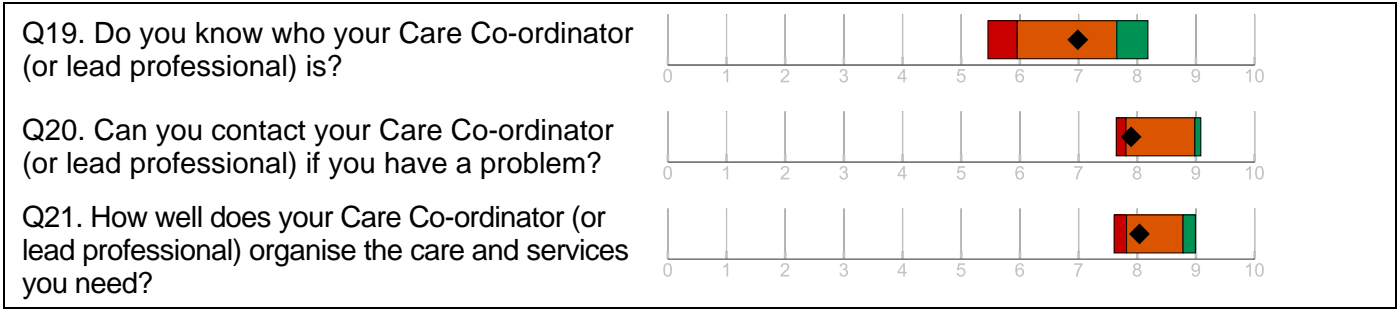 Q19. Do you know who your Care Co-ordinator
(or lead professional) is?
0 1 2 3 4 5 6 7 8 9 10
Q20. Can you contact your Care Co-ordinator
(or lead professional) if you have a problem?
0 1 2 3 4 5 6 7 8 9 10
Q21. How well does your Care Co-ordinator (or
lead professional) organise the care and services
you need?
0 1 2 3 4 5 6 7 8 9 10